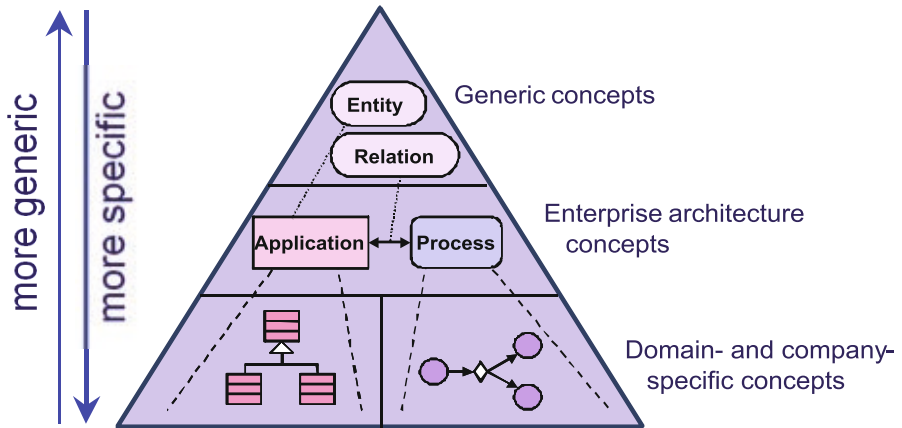 more generic
more specific
Entity
Relation
Generic concepts
Application
Process
Enterprise architecture
concepts
Domain- and company-
specific concepts